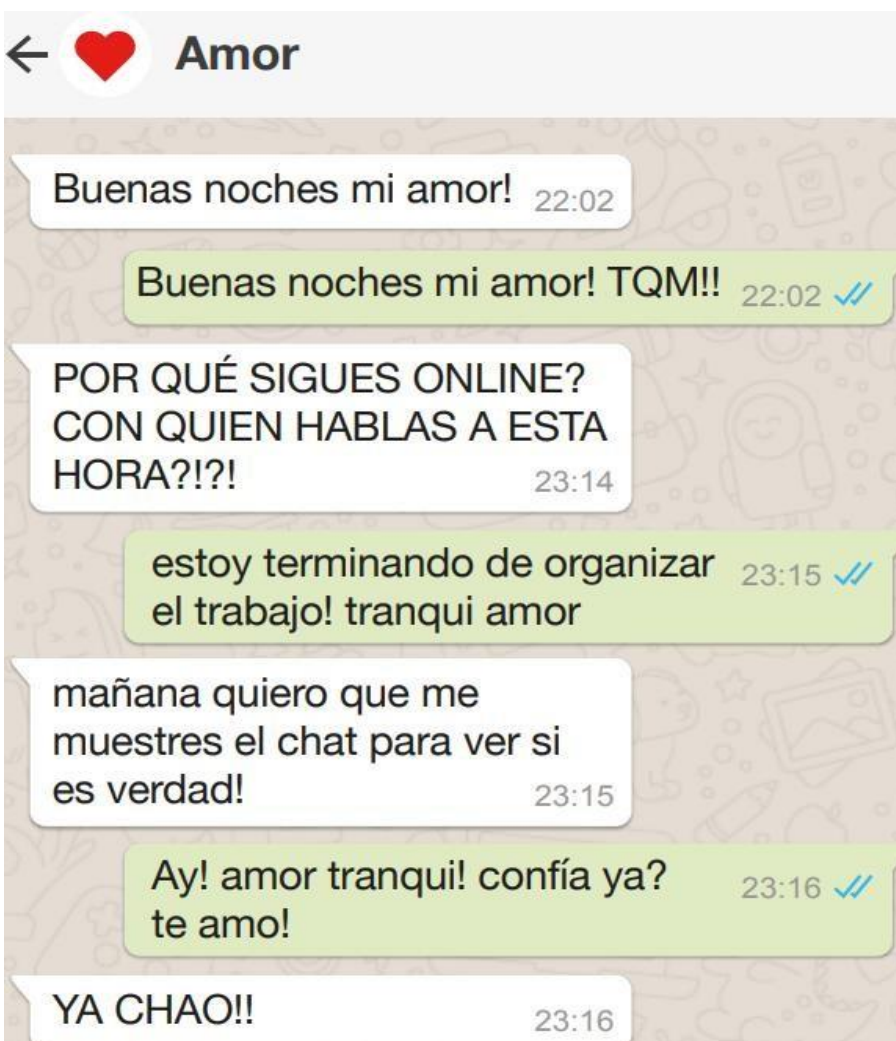 Amor
Buenas noches mi amor! 22:02
Buenas noches mi amor! TQM!! 22:02
POR QUÉ SIGUES ONLINE?
CON QUIEN HABLAS A ESTA
HORA?!?! 23:14
estoy terminando de organizar 23:15
el trabajo! tranqui amor
mañana quiero que me
muestres el chat para ver si
es verdad! 23:15
Ay! amor tranqui! confía ya? 23:16
te amo!
YA CHAO!! 23:16